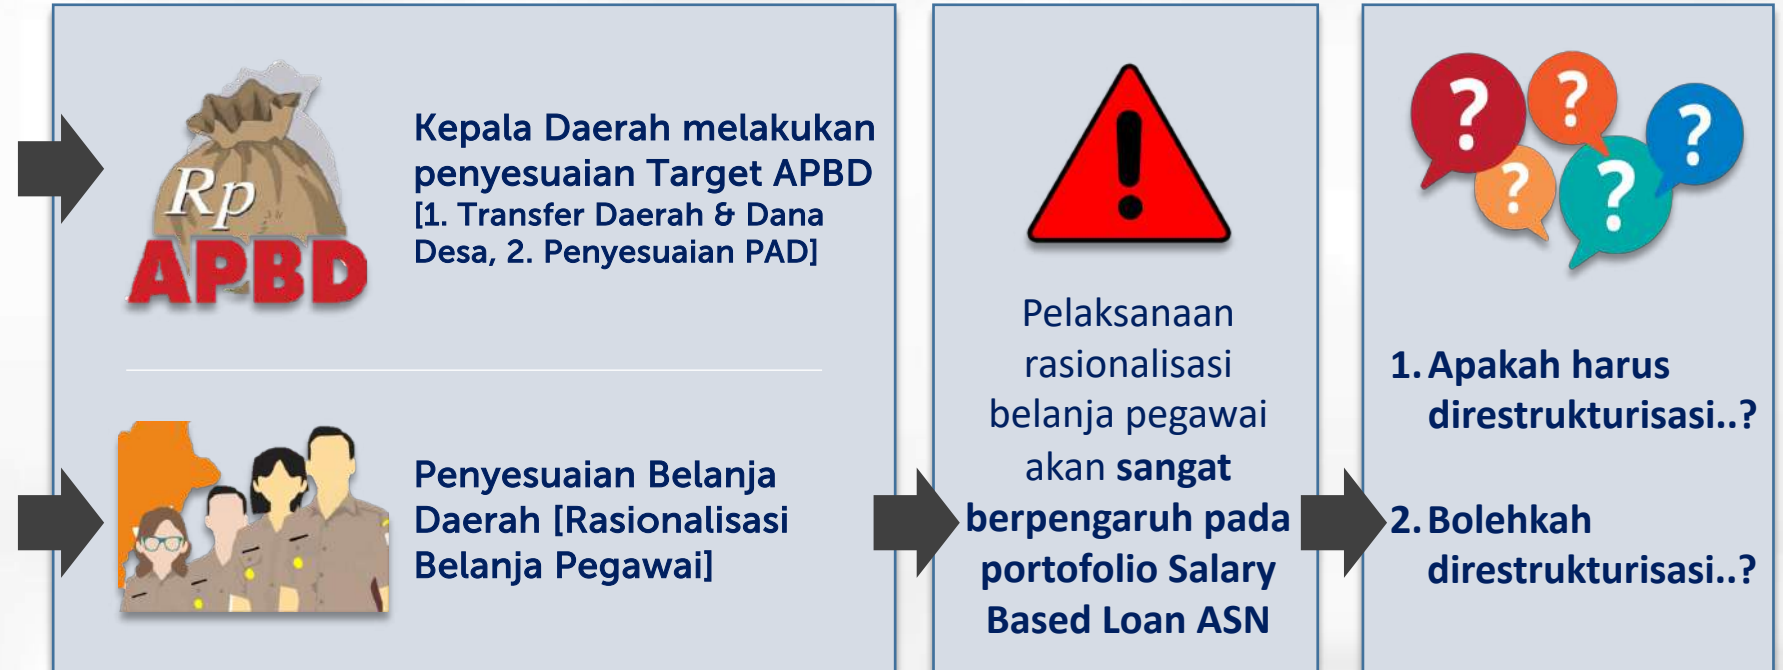 Rp
APBD
Kepala Daerah melakukan
penyesuaian Target APBD
[1. Transfer Daerah & Dana
Desa, 2. Penyesuaian PAD]
Penyesuaian Belanja
Daerah [Rasionalisasi
Belanja Pegawai]
!
Pelaksanaan
rasionalisasi
belanja pegawai
akan sangat
berpengaruh pada
portofolio Salary
Based Loan ASN
? ? ?
? ?
1. Apakah harus
direstrukturisasi..?
2. Bolehkah
direstrukturisasi..?